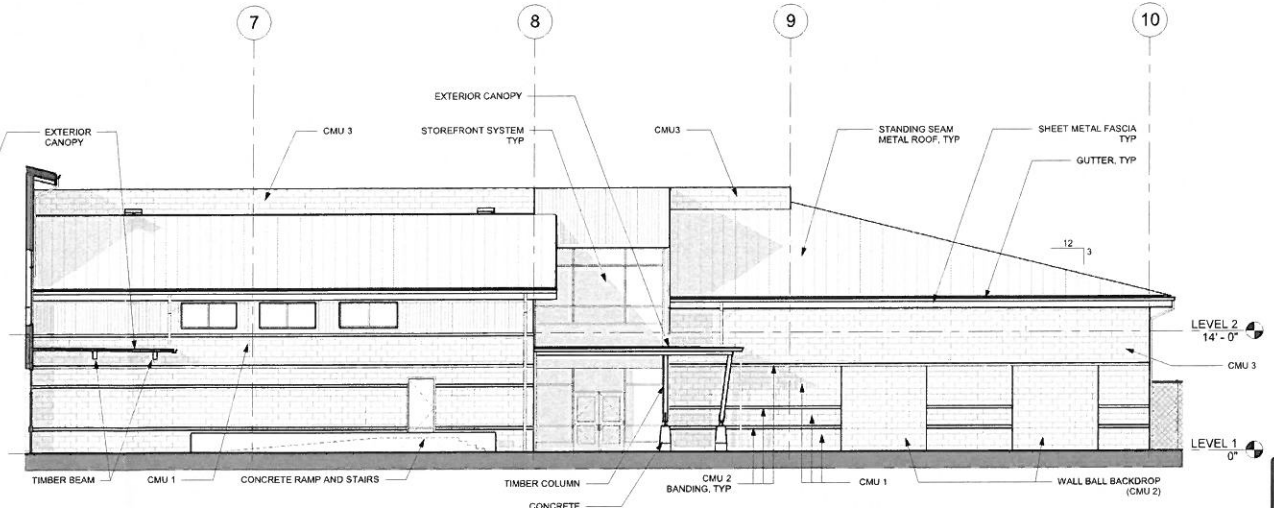 7
8
9
10
EXTERIOR CANOPY
EXTERIOR
CANOPY
CMU 3
STOREFRONT SYSTEM
TYP
CMU3
STANDING SEAM
METAL ROOF, TYP
SHEET METAL FASCIA
TYP
GUTTER, TYP
12
3
LEVEL 2
14' - 0"
CMU 3
LEVEL 1
0"
TIMBER BEAM
CMU 1
CONCRETE RAMP AND STAIRS
TIMBER COLUMN
CMU 2
BANDING, TYP
CMU 1
WALL BALL BACKDROP
(CMU 2)
CONCRETE